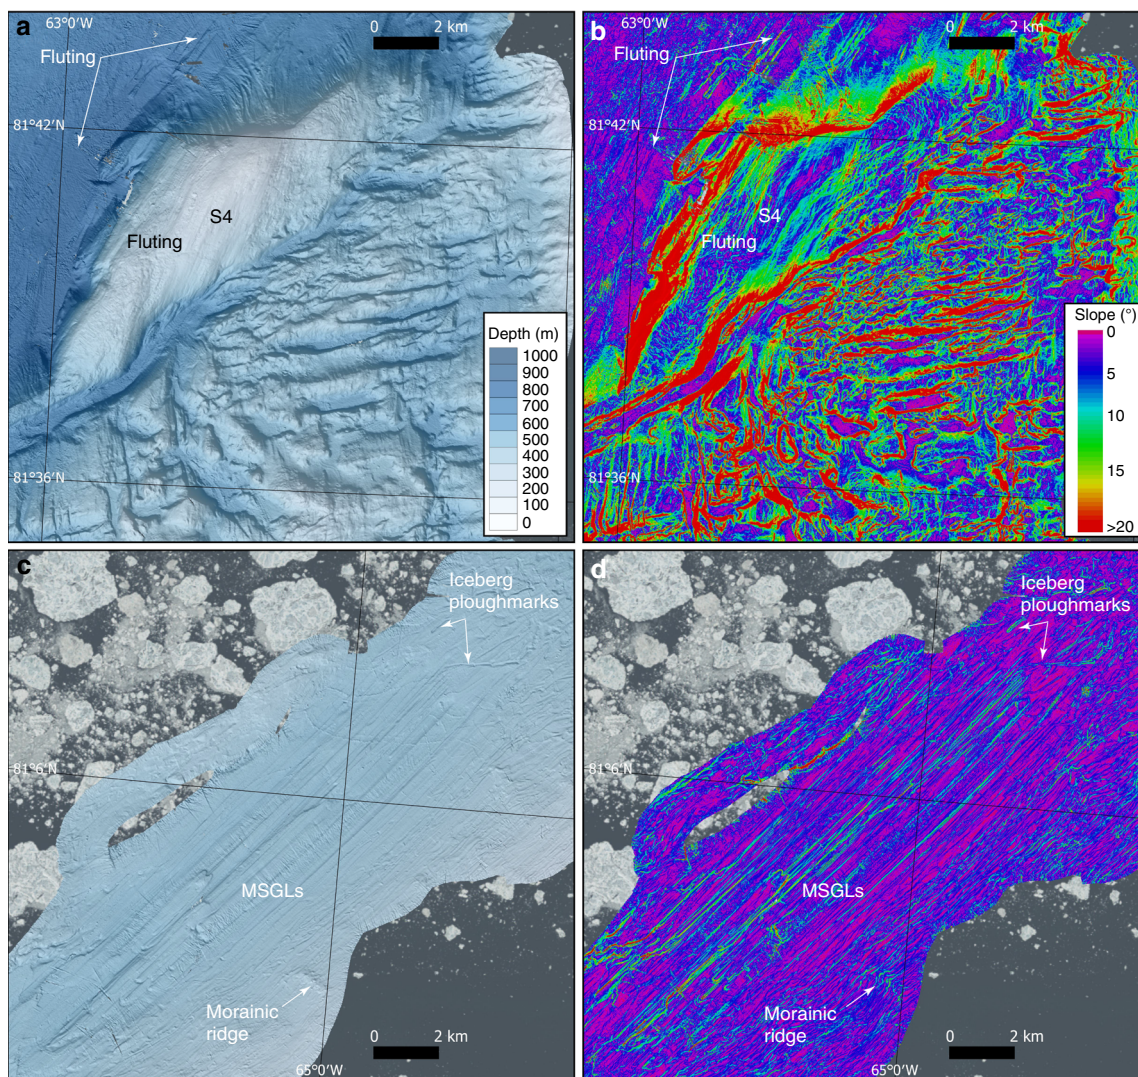 a
63°0′W
0 2 km
Fluting
81°42′N
S4
Fluting
Depth (m)
1000
900
800
700
600
500
400
300
200
100
0
81°36′N
b
63°0′W
0 2 km
Fluting
81°42′N
S4
Fluting
Slope (°)
0
5
10
15
>20
81°36′N
c
Iceberg
ploughmarks
81°6′N
MSGLs
Morainic
ridge
0 2 km
65°0′W
d
Iceberg
ploughmarks
81°6′N
MSGLs
Morainic
ridge
0 2 km
65°0′W